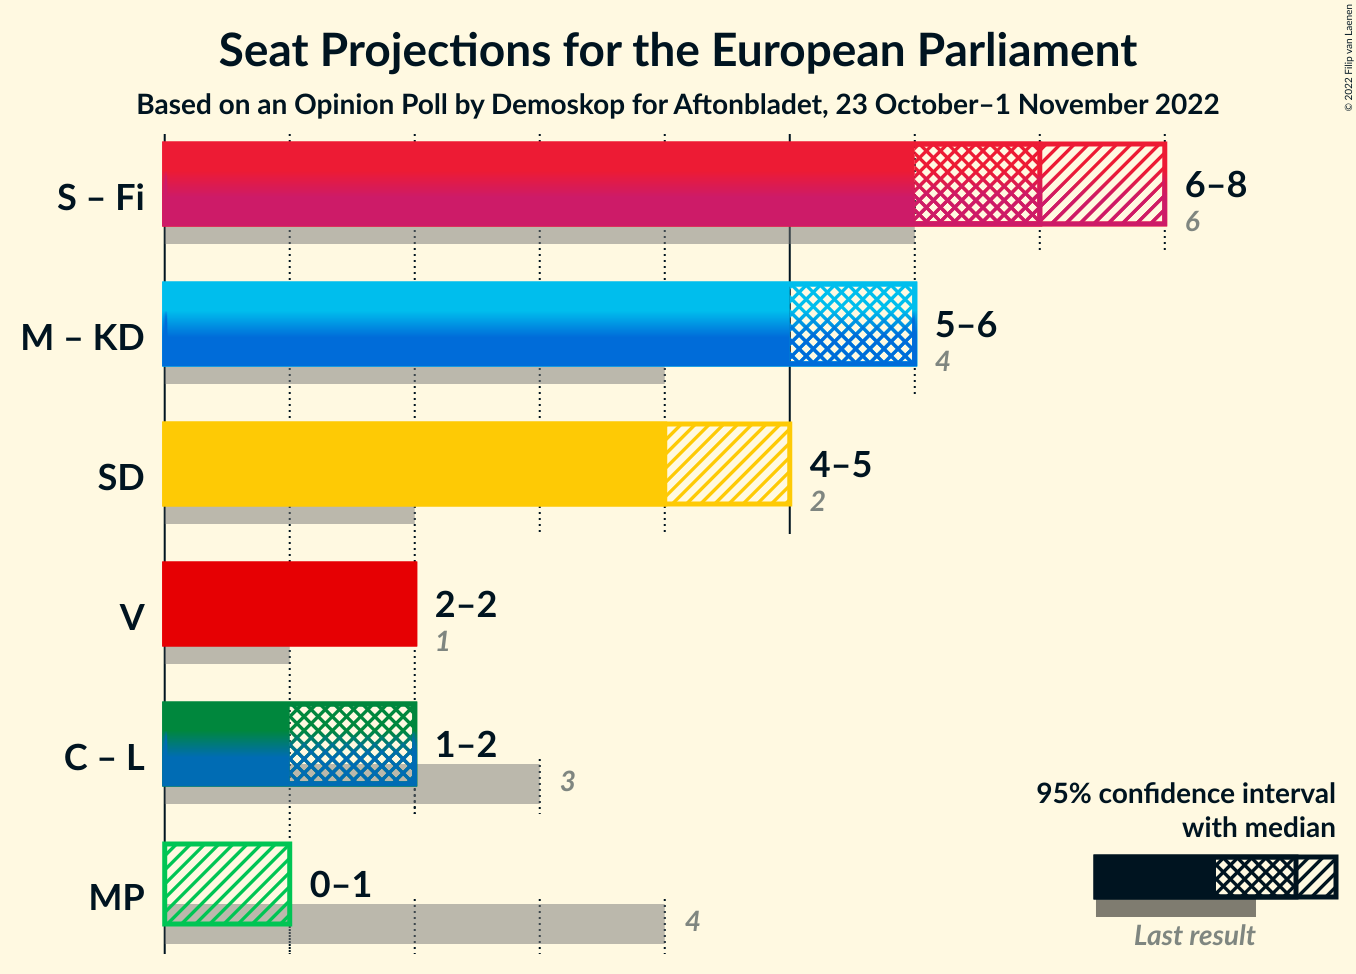 Seat Projections for the European Parliament
Based on an Opinion Poll by Demoskop for Aftonbladet, 23 October–1 November 2022
© 2022 Filip van Laenen
S – Fi
6–8
6
M – KD
5–6
4
SD
4–5
2
V
2–2
1
C – L
1–2
3
MP
0–1
4
95% confidence interval
with median
Last result